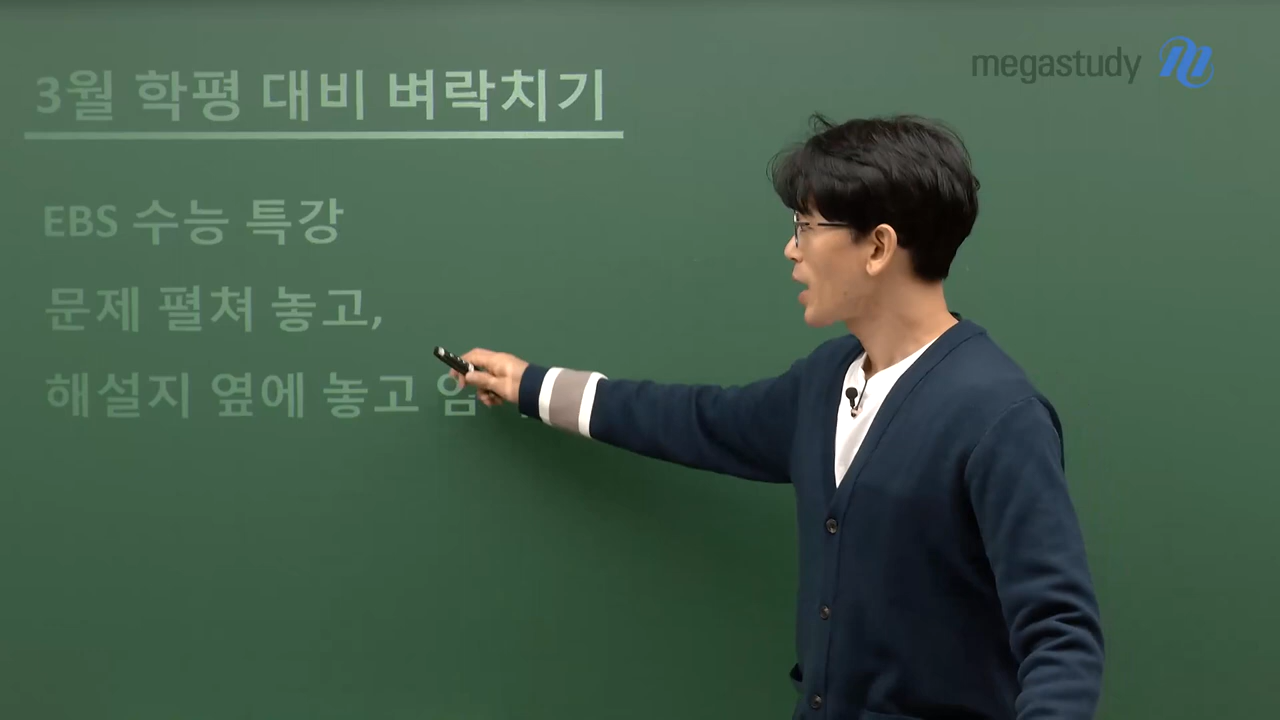 megastudy
3월 학평 대비 벼락치기
EBS 수능 특강
문제 펼쳐 놓고,
해설지 옆에 놓고